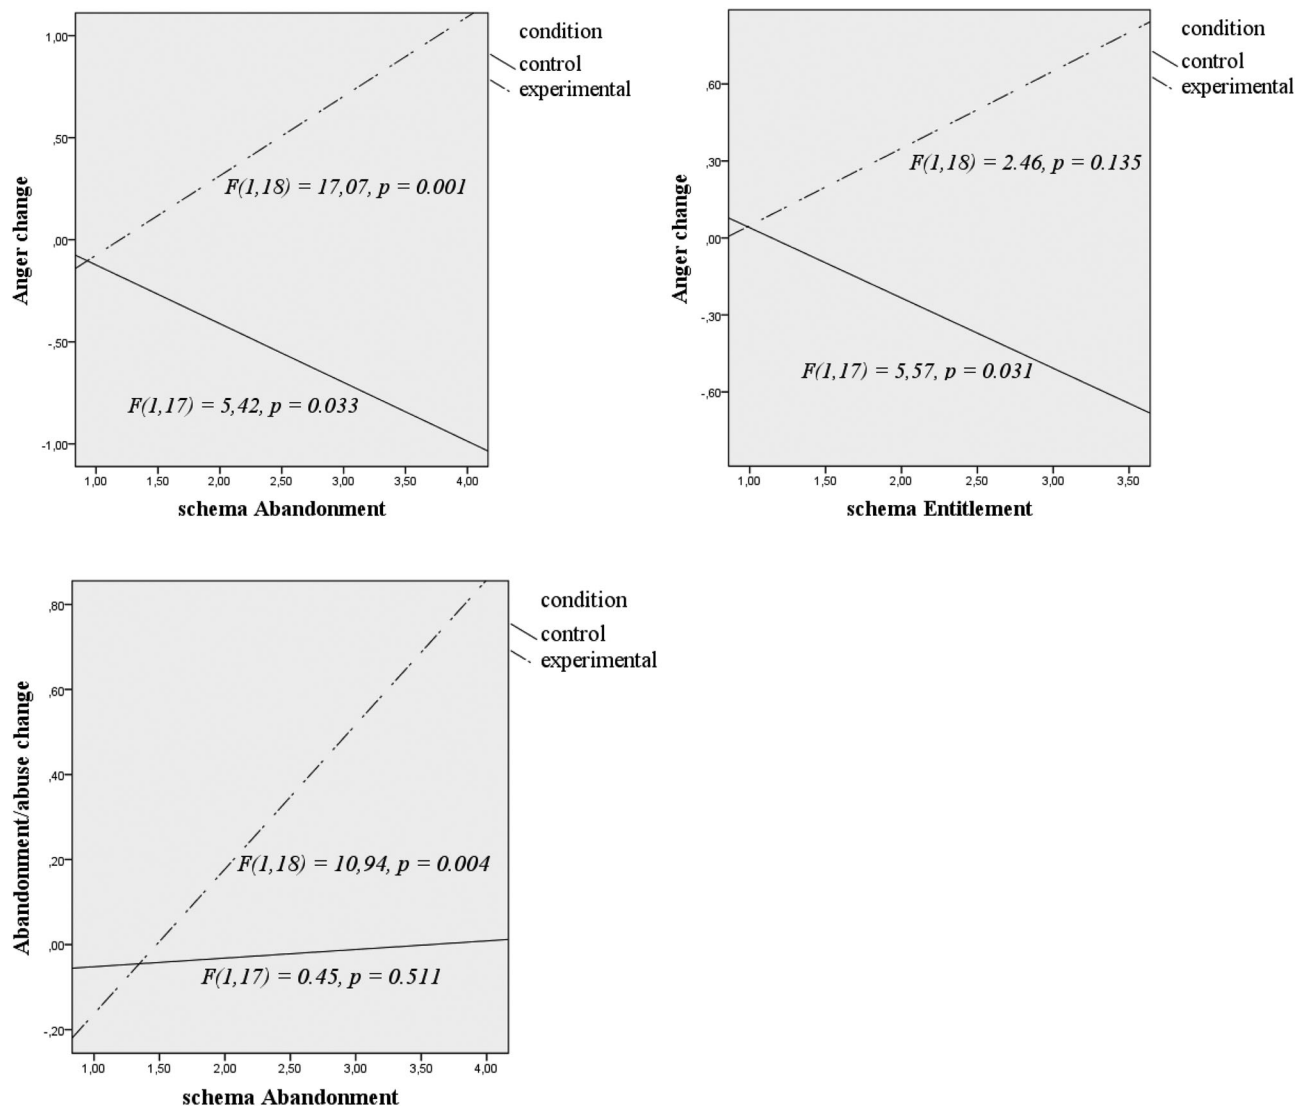 1,00
,50
,00
-,50
-1,00
Anger change
F(1,18) = 17,07, p = 0.001
F(1,17) = 5,42, p = 0.033
1,00 1,50 2,00 2,50 3,00 3,50 4,00
schema Abandonment
condition
control
experimental
,60
,30
,00
-,30
-,60
Anger change
F(1,18) = 2.46, p = 0.135
F(1,17) = 5,57, p = 0.031
1,00 1,50 2,00 2,50 3,00 3,50
schema Entitlement
condition
control
experimental
,80
,60
,40
,20
,00
-,20
Abandonment/abuse change
F(1,18) = 10,94, p = 0.004
F(1,17) = 0.45, p = 0.511
1,00 1,50 2,00 2,50 3,00 3,50 4,00
schema Abandonment
condition
control
experimental